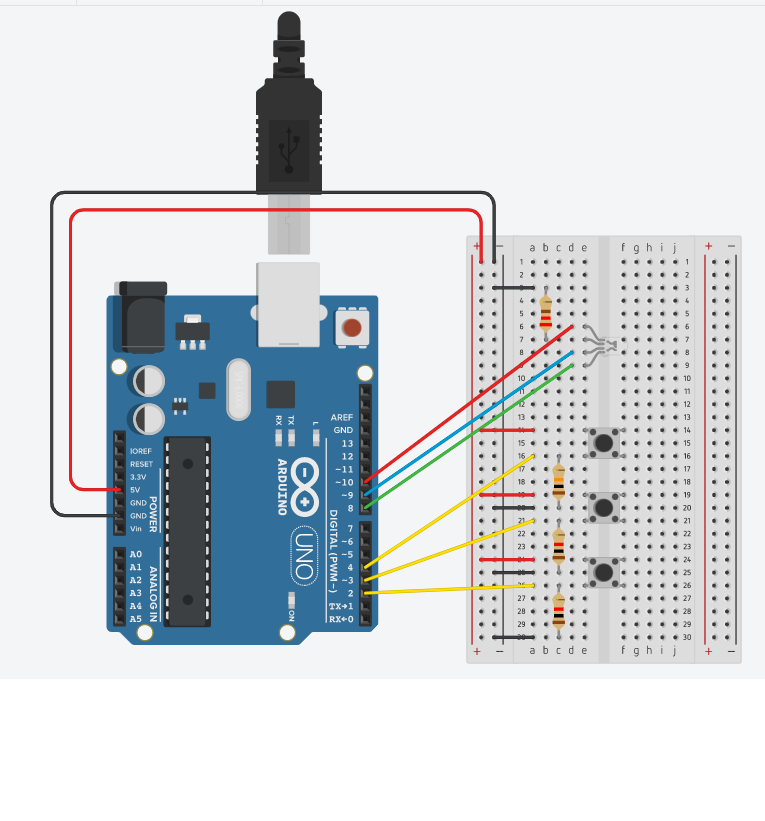 + − a b c d e f g h i j + −
1 1
2 2
3 3
4 4
5 5
6 6
7 7
8 8
9 9
10 10
11 11
12 12
13 13
14 14
15 15
16 16
17 17
18 18
19 19
20 20
21 21
22 22
23 23
24 24
25 25
26 26
27 27
28 28
29 29
30 30
+ − a b c d e f g h i j + −
AREF
GND
13
12
~11
~10
~9
8
7
~6
~5
4
~3
2
TX→1
RX←0
DIGITAL (PWM~)
RX
TX
L
ARDUINO
UNO
ON
IOREF
RESET
3.3V
5V
GND
GND
Vin
POWER
A0
A1
A2
A3
A4
A5
ANALOG IN